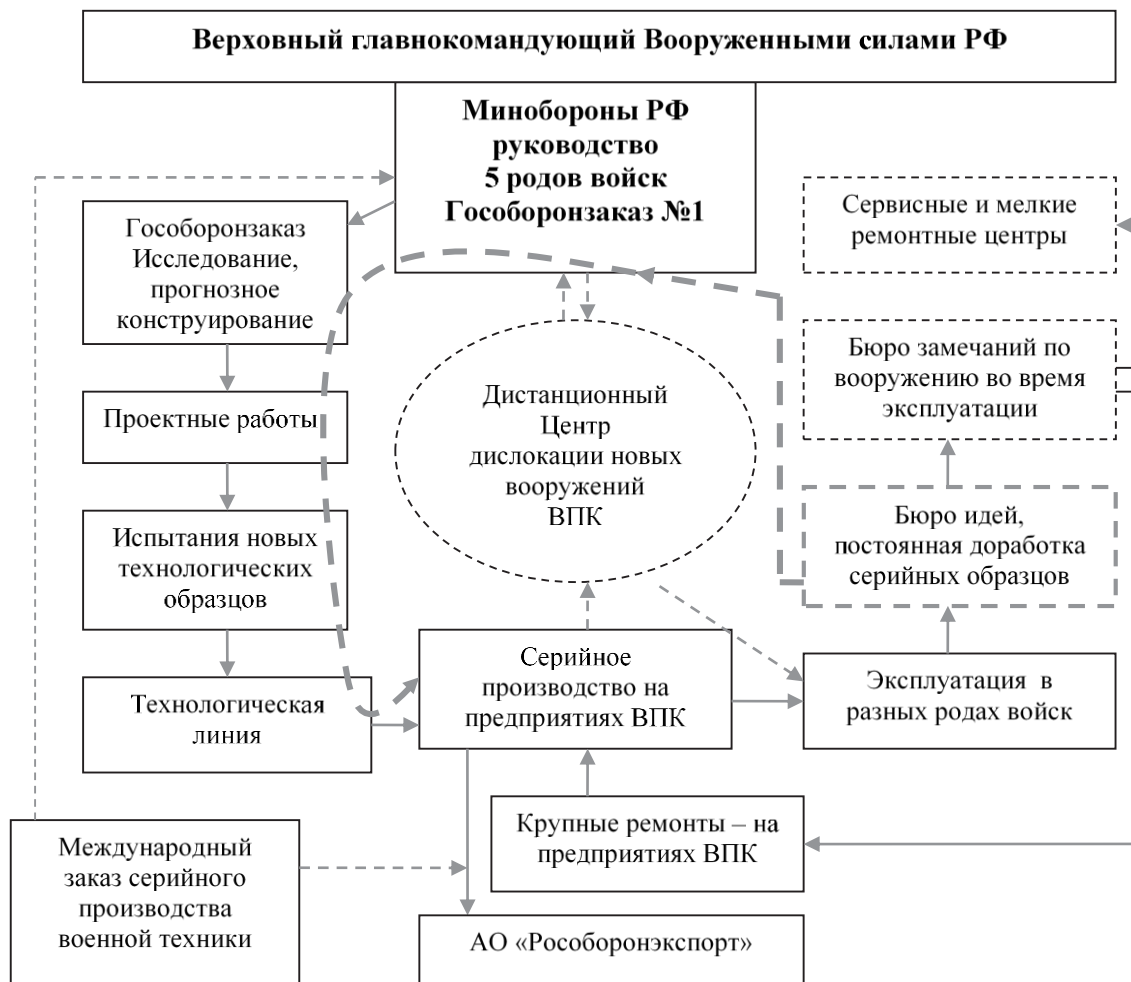 Верховный главнокомандующий Вооруженными силами РФ
Минобороны РФ
руководство
5 родов войск
Гособоронзаказ №1
Гособоронзаказ
Исследование,
прогнозное
конструирование
Проектные работы
Испытания новых
технологических
образцов
Технологическая
линия
Международный
заказ серийного
производства
военной техники
Дистанционный
Центр
дислокации новых
вооружений
ВПК
Серийное
производство на
предприятиях ВПК
Крупные ремонты – на
предприятиях ВПК
АО «Рособоронэкспорт»
Сервисные и мелкие
ремонтные центры
Бюро замечаний по
вооружению во время
эксплуатации
Бюро идей,
постоянная доработка
серийных образцов
Эксплуатация в
разных родах войск